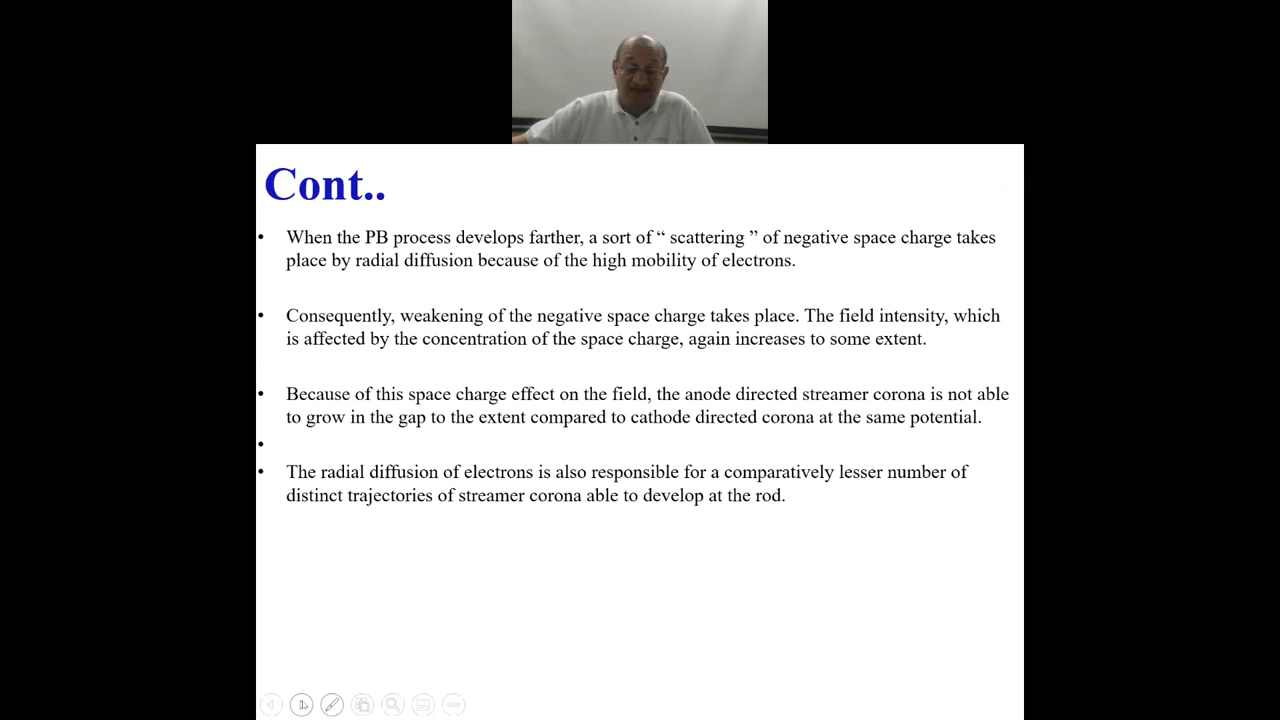 Cont..
• When the PB process develops farther, a sort of “ scattering ” of negative space charge takes
place by radial diffusion because of the high mobility of electrons.
• Consequently, weakening of the negative space charge takes place. The field intensity, which
is affected by the concentration of the space charge, again increases to some extent.
• Because of this space charge effect on the field, the anode directed streamer corona is not able
to grow in the gap to the extent compared to cathode directed corona at the same potential.
•
• The radial diffusion of electrons is also responsible for a comparatively lesser number of
distinct trajectories of streamer corona able to develop at the rod.